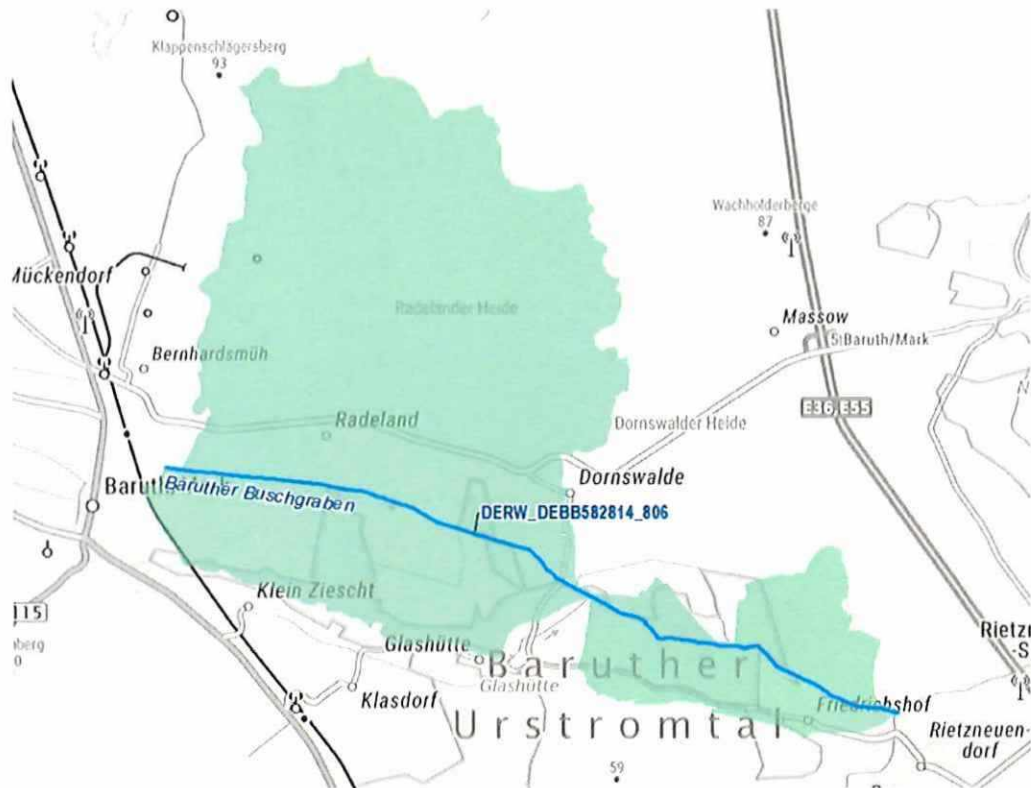 Klappenschlägersberg
93
Wachholderberge
87
Mückendorf
Radeländer Heide
Massow
StBaruth/Mark
Bernhardsmüh
E36,E55
Radeland
Dornswalder Heide
Dornswalde
Baruther Buschgraben
DERW_DEBB582814_806
Klein Ziescht
115
Glashütte
Baruther
Glashütte
Klasdorf
Friedrichshof
Urstromtal
Rietzneuen-
dorf
59